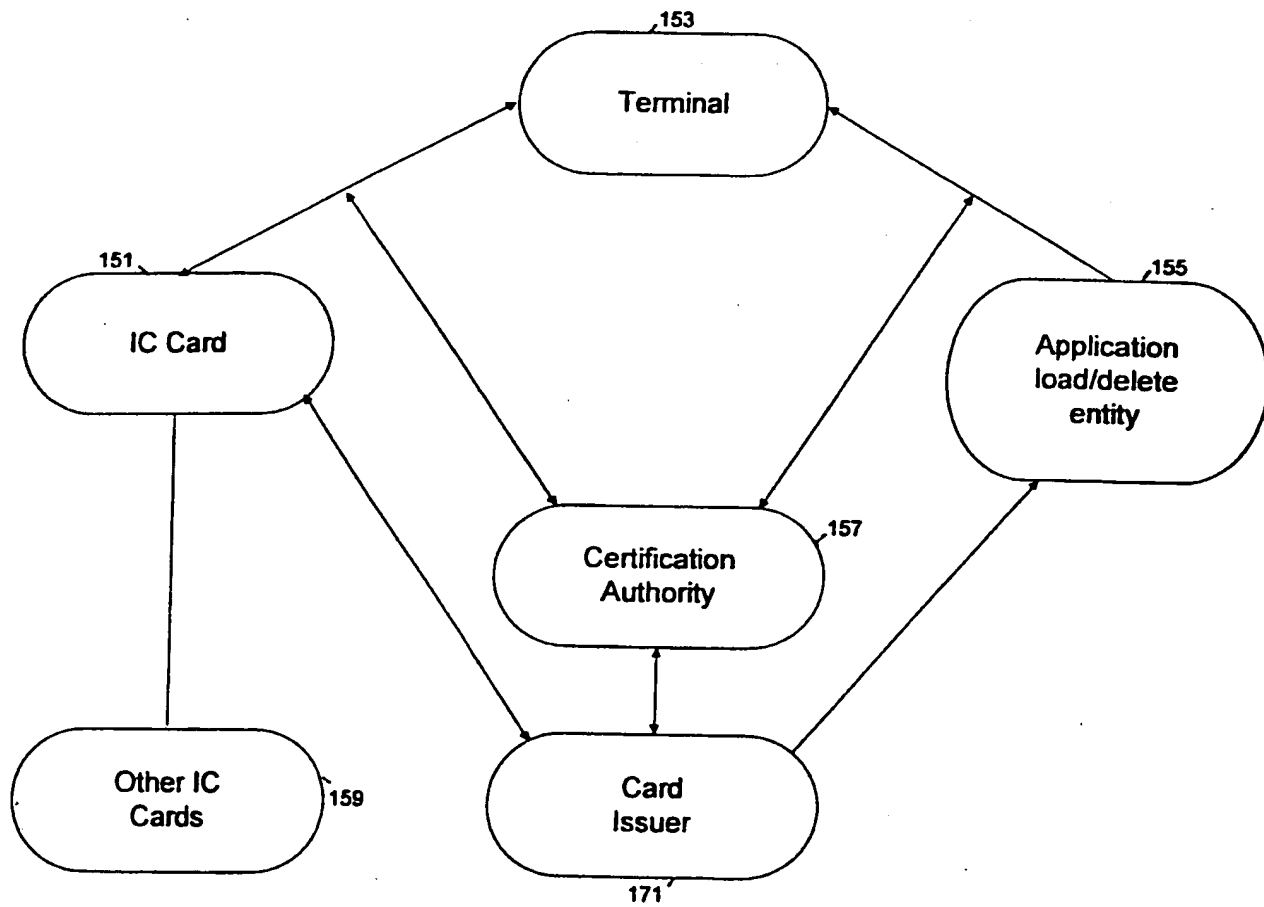 153
Terminal
151
IC Card
155
Application
load/delete
entity
157
Certification
Authority
Other IC
Cards
159
Card
Issuer
171